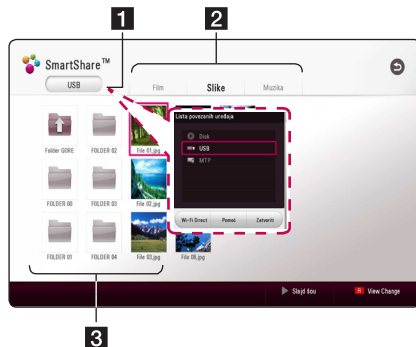 1
2
SmartShare™
USB
Film
Slike
Muzika
Lista povezanih uređaja
Disk
USB
MTP
Wi-Fi Direct
Pomoć
Zatvoriti
Folder GORE
FOLDER 02
File 01.jpg
FOLDER 00
FOLDER 03
File 02.jpg
FOLDER 01
FOLDER 04
File 03.jpg
File 06.jpg
Slajd šou
R View Change
3